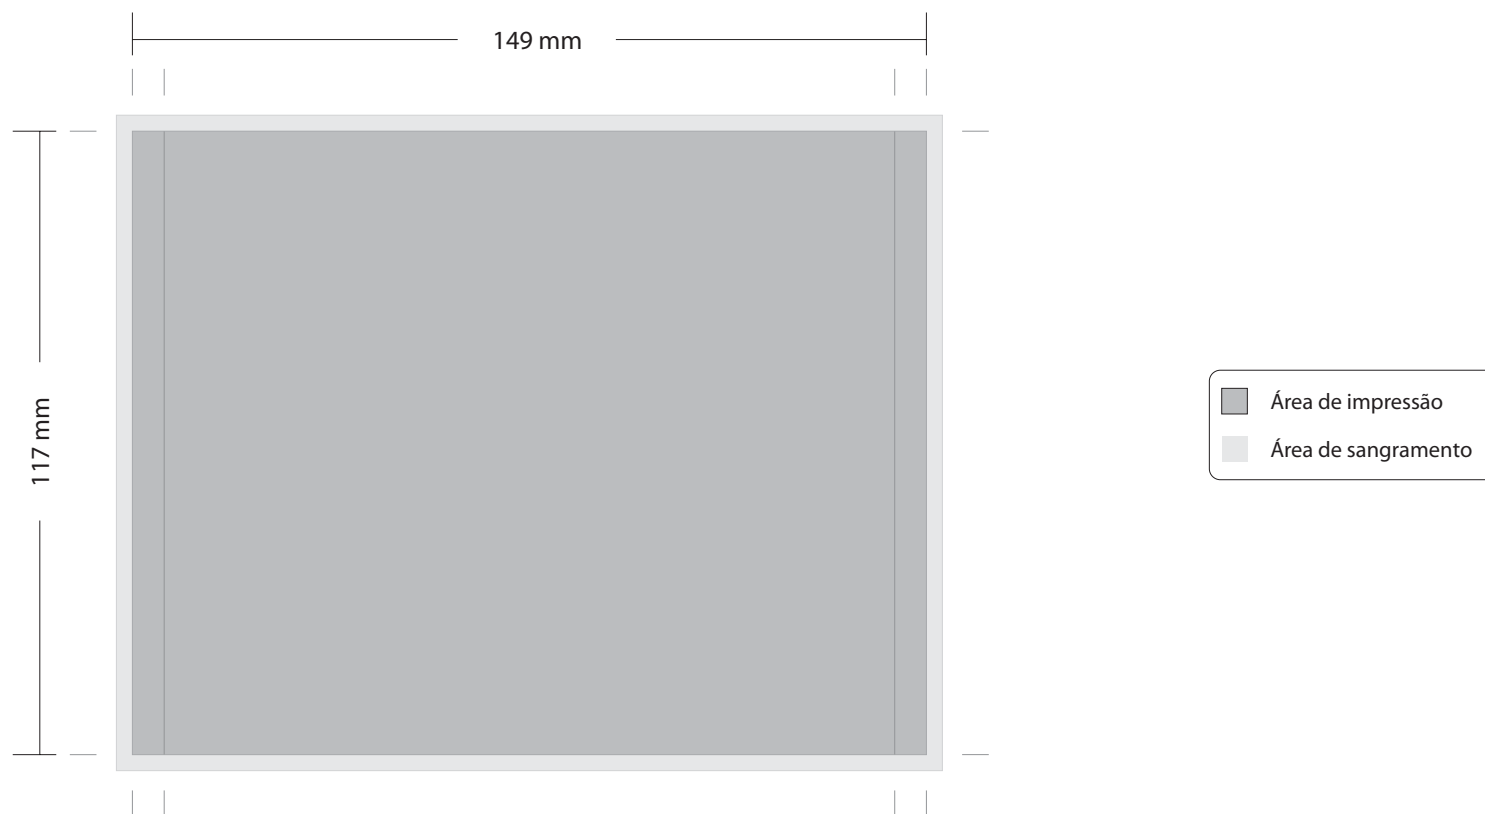 149 mm
117 mm
Área de impressão
Área de sangramento